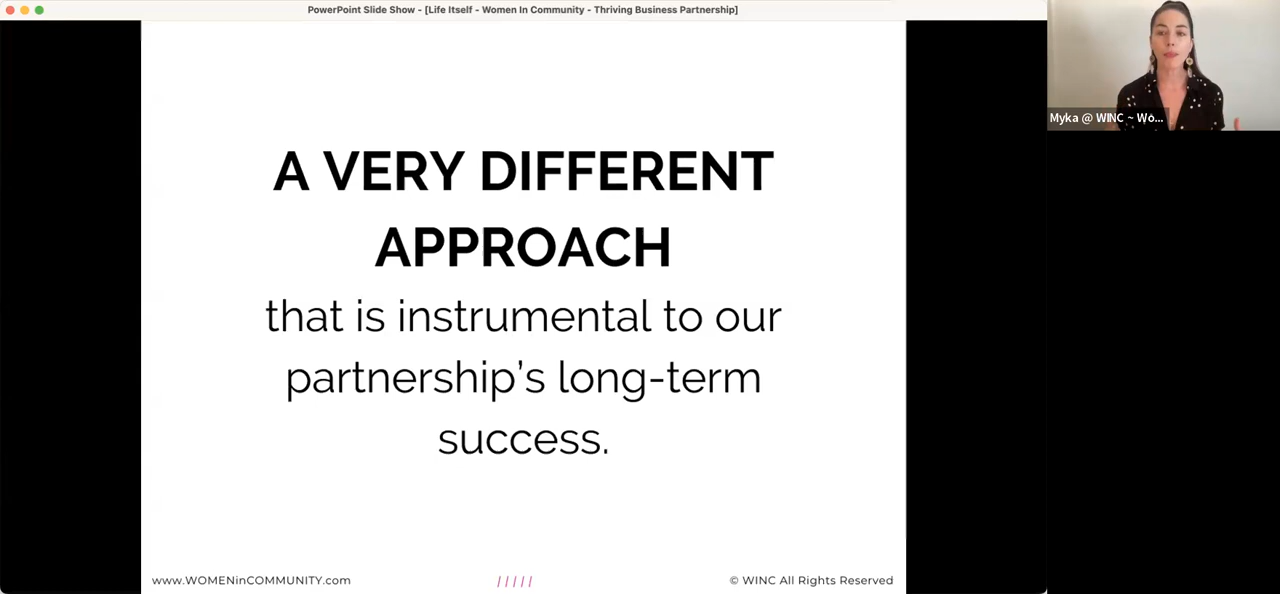 PowerPoint Slide Show - [Life Itself - Women In Community - Thriving Business Partnership]
A VERY DIFFERENT
APPROACH
that is instrumental to our
partnership’s long-term
success.
www.WOMENinCOMMUNITY.com
/ / / / /
© WINC All Rights Reserved
Myka @ WINC ~ Wo...